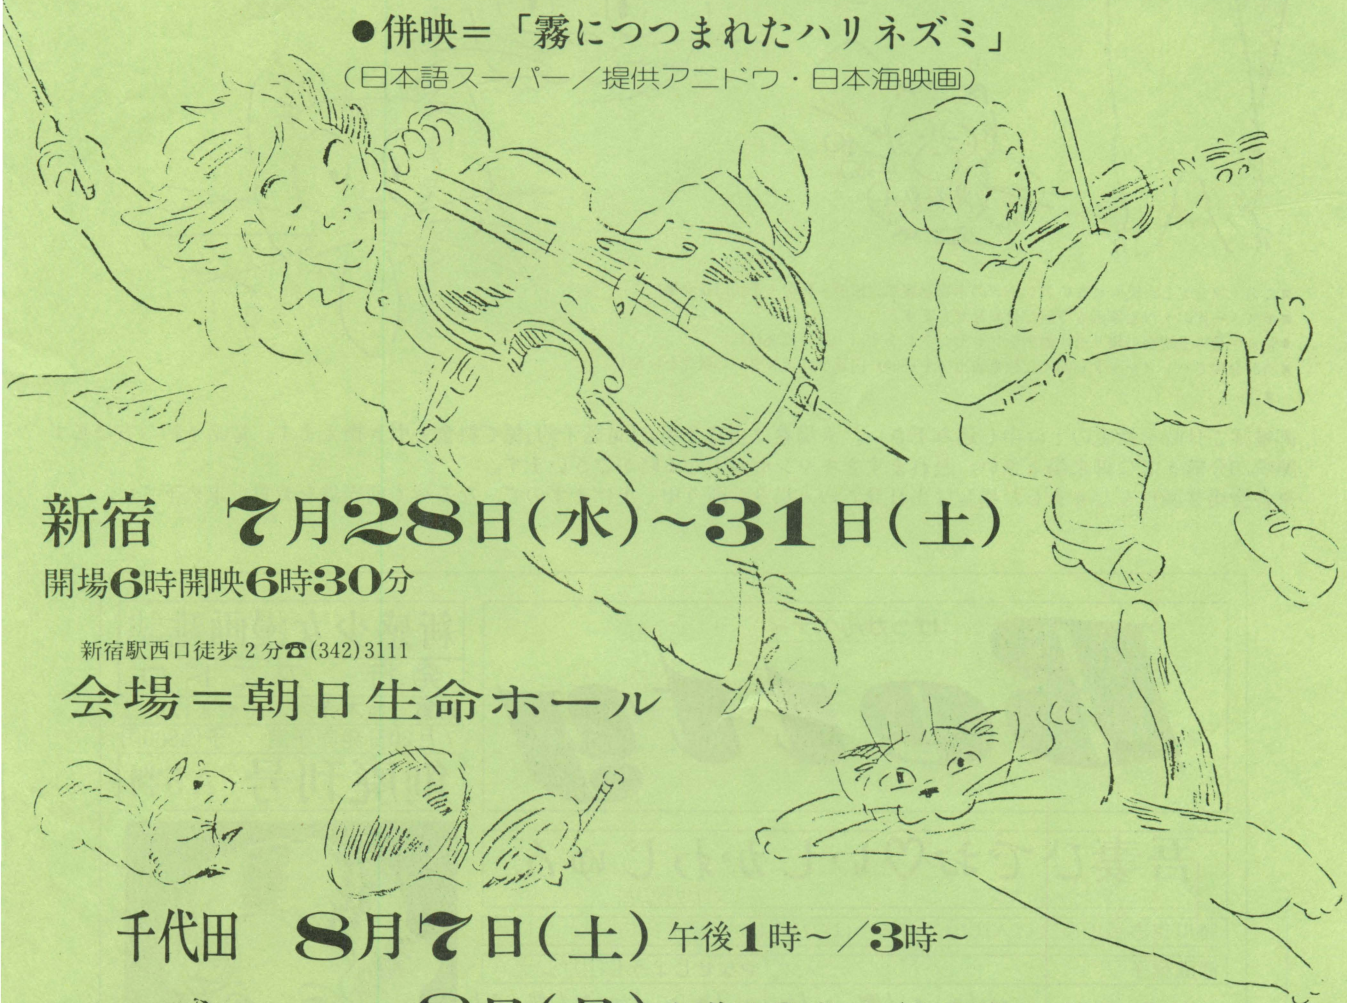 ●併映＝「霧につつまれたハリネズミ」
（日本語スーパー／提供アニドウ・日本海映画）
新宿　7月28日(水)～31日(土)
開場6時開映6時30分
新宿駅西口徒歩2分☎(342)3111
会場＝朝日生命ホール
千代田　8月7日(土)午後1時～/3時～